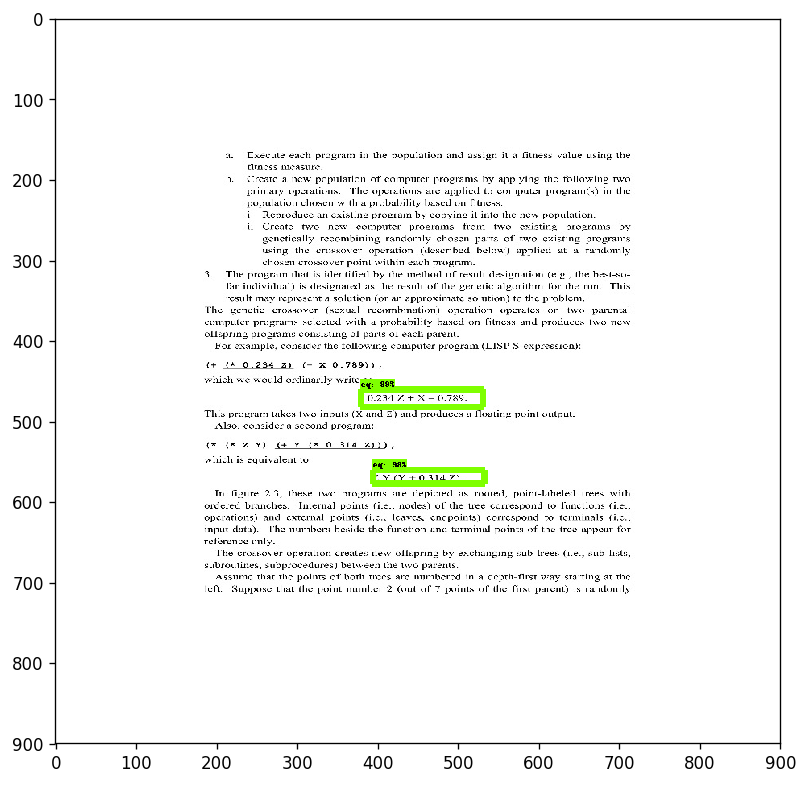 0
100
200
300
400
500
600
700
800
900
a. Execute each program in the population and assign it a fitness value using the
fitness measure.
b. Create a new population of computer programs by applying the following two
primary operations. The operations are applied to computer program(s) in the
population chosen with a probability based on fitness.
i. Reproduce an existing program by copying it into the new population.
ii. Create two new computer programs from two existing programs by
genetically recombining randomly chosen parts of two existing programs
using the crossover operation (described below) applied at a randomly
chosen crossover point within each program.
3. The program that is identified by the method of result designation (e.g., the best-so-
far individual) is designated as the result of the genetic algorithm for the run. This
result may represent a solution (or an approximate solution) to the problem.
The genetic crossover (sexual recombination) operation operates on two parental
computer programs selected with a probability based on fitness and produces two new
offspring programs consisting of parts of each parent.
For example, consider the following computer program (LISP S-expression):
(+ (* 0.234 Z) (- X 0.789)),
which we would ordinarily write
eq: 99%
0.234 Z + X – 0.789.
This program takes two inputs (X and Z) and produces a floating point output.
Also, consider a second program:
(* (* Z Y) (+ Y (* 0.314 Z))),
which is equivalent to
eq: 98%
Y (Y + 0.314 Z)
In figure 2.3, these two programs are depicted as rooted, point-labeled trees with
ordered branches. Internal points (i.e., nodes) of the tree correspond to functions (i.e.,
operations) and external points (i.e., leaves, endpoints) correspond to terminals (i.e.,
input data). The numbers beside the function and terminal points of the tree appear for
reference only.
The crossover operation creates new offspring by exchanging sub-trees (i.e., sub-lists,
subroutines, subprocedures) between the two parents.
Assume that the points of both trees are numbered in a depth-first way starting at the
left. Suppose that the point number 2 (out of 7 points of the first parent) is randomly
0 100 200 300 400 500 600 700 800 900